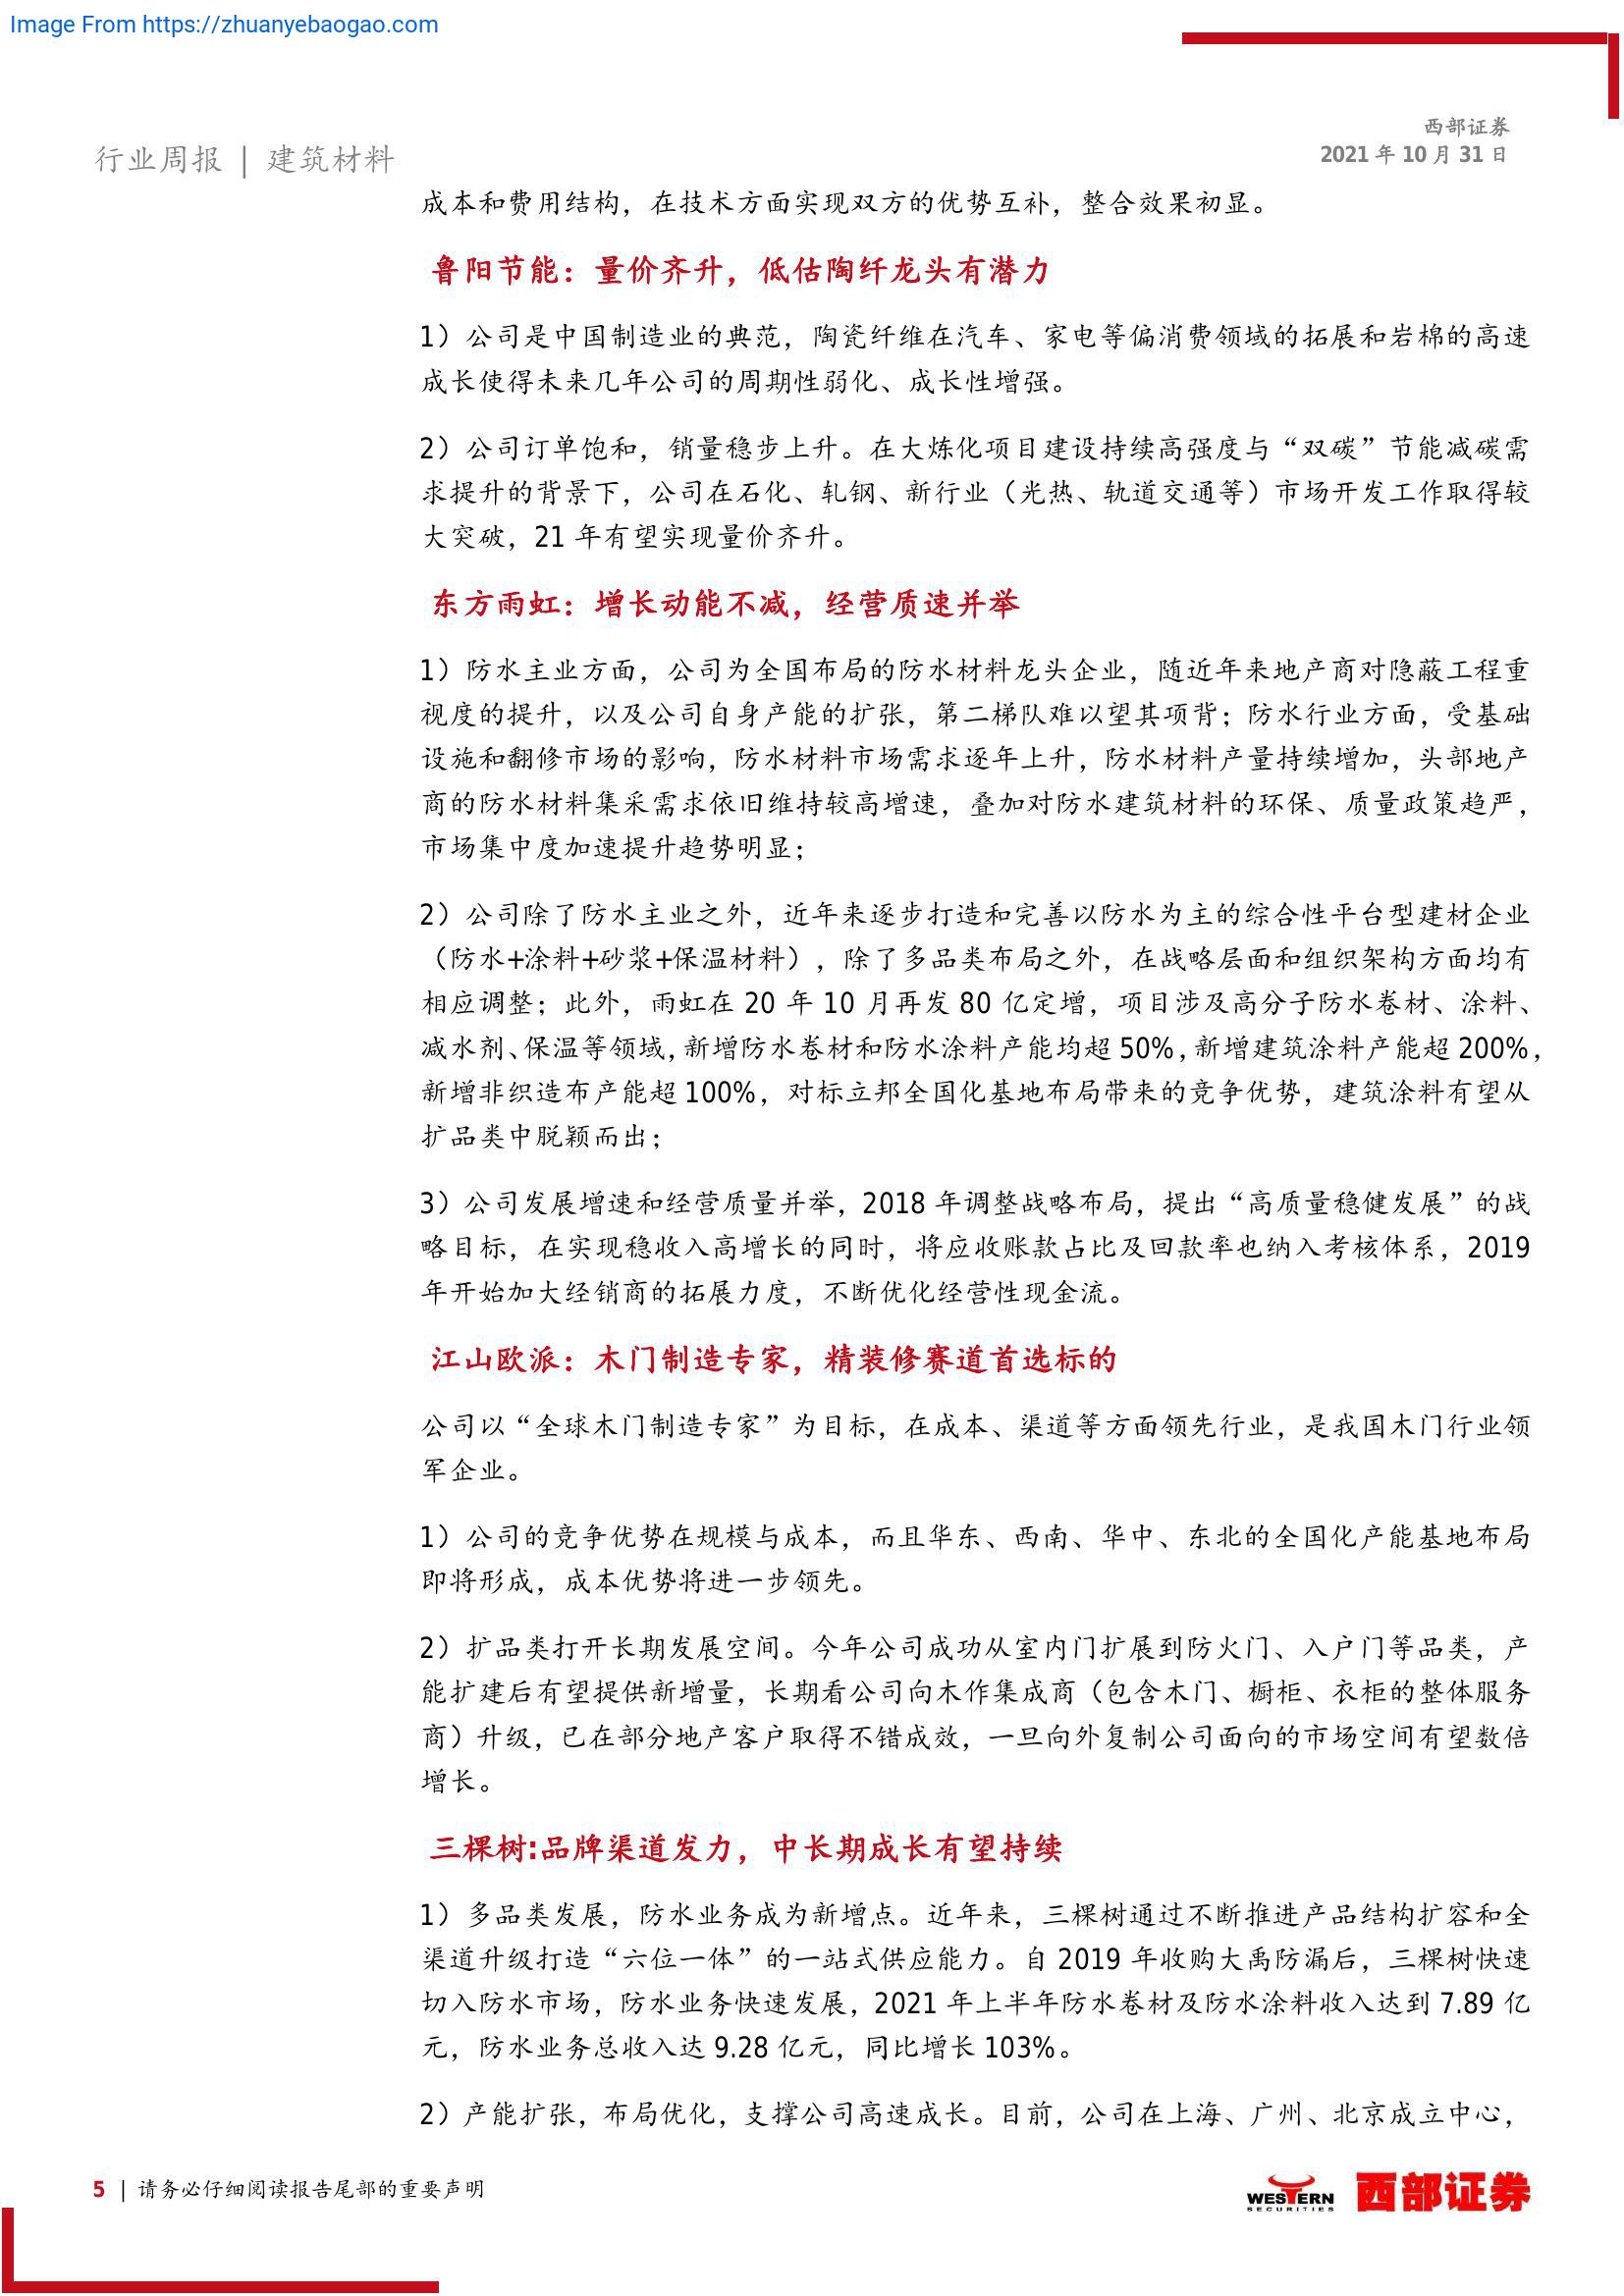 Image From https://zhuanyebaogao.com
西部证券
2021 年 10 月 31 日
行业周报 | 建筑材料
成本和费用结构，在技术方面实现双方的优势互补，整合效果初显。
鲁阳节能：量价齐升，低估陶纤龙头有潜力
1）公司是中国制造业的典范，陶瓷纤维在汽车、家电等偏消费领域的拓展和岩棉的高速
成长使得未来几年公司的周期性弱化、成长性增强。
2）公司订单饱和，销量稳步上升。在大炼化项目建设持续高强度与“双碳”节能减碳需
求提升的背景下，公司在石化、轧钢、新行业（光热、轨道交通等）市场开发工作取得较
大突破，21 年有望实现量价齐升。
东方雨虹：增长动能不减，经营质速并举
1）防水主业方面，公司为全国布局的防水材料龙头企业，随近年来地产商对隐蔽工程重
视度的提升，以及公司自身产能的扩张，第二梯队难以望其项背；防水行业方面，受基础
设施和翻修市场的影响，防水材料市场需求逐年上升，防水材料产量持续增加，头部地产
商的防水材料集采需求依旧维持较高增速，叠加对防水建筑材料的环保、质量政策趋严，
市场集中度加速提升趋势明显；
2）公司除了防水主业之外，近年来逐步打造和完善以防水为主的综合性平台型建材企业
（防水+涂料+砂浆+保温材料），除了多品类布局之外，在战略层面和组织架构方面均有
相应调整；此外，雨虹在 20 年 10 月再发 80 亿定增，项目涉及高分子防水卷材、涂料、
减水剂、保温等领域，新增防水卷材和防水涂料产能均超 50%，新增建筑涂料产能超 200%，
新增非织造布产能超 100%，对标立邦全国化基地布局带来的竞争优势，建筑涂料有望从
扩品类中脱颖而出；
3）公司发展增速和经营质量并举，2018 年调整战略布局，提出“高质量稳健发展”的战
略目标，在实现稳收入高增长的同时，将应收账款占比及回款率也纳入考核体系，2019
年开始加大经销商的拓展力度，不断优化经营性现金流。
江山欧派：木门制造专家，精装修赛道首选标的
公司以“全球木门制造专家”为目标，在成本、渠道等方面领先行业，是我国木门行业领
军企业。
1）公司的竞争优势在规模与成本，而且华东、西南、华中、东北的全国化产能基地布局
即将形成，成本优势将进一步领先。
2）扩品类打开长期发展空间。今年公司成功从室内门扩展到防火门、入户门等品类，产
能扩建后有望提供新增量，长期看公司向木作集成商（包含木门、橱柜、衣柜的整体服务
商）升级，已在部分地产客户取得不错成效，一旦向外复制公司面向的市场空间有望数倍
增长。
三棵树:品牌渠道发力，中长期成长有望持续
1）多品类发展，防水业务成为新增点。近年来，三棵树通过不断推进产品结构扩容和全
渠道升级打造“六位一体”的一站式供应能力。自 2019 年收购大禹防漏后，三棵树快速
切入防水市场，防水业务快速发展，2021 年上半年防水卷材及防水涂料收入达到 7.89 亿
元，防水业务总收入达 9.28 亿元，同比增长 103%。
2）产能扩张，布局优化，支撑公司高速成长。目前，公司在上海、广州、北京成立中心，
5 | 请务必仔细阅读报告尾部的重要声明
WESTERN
SECURITIES
西部证券